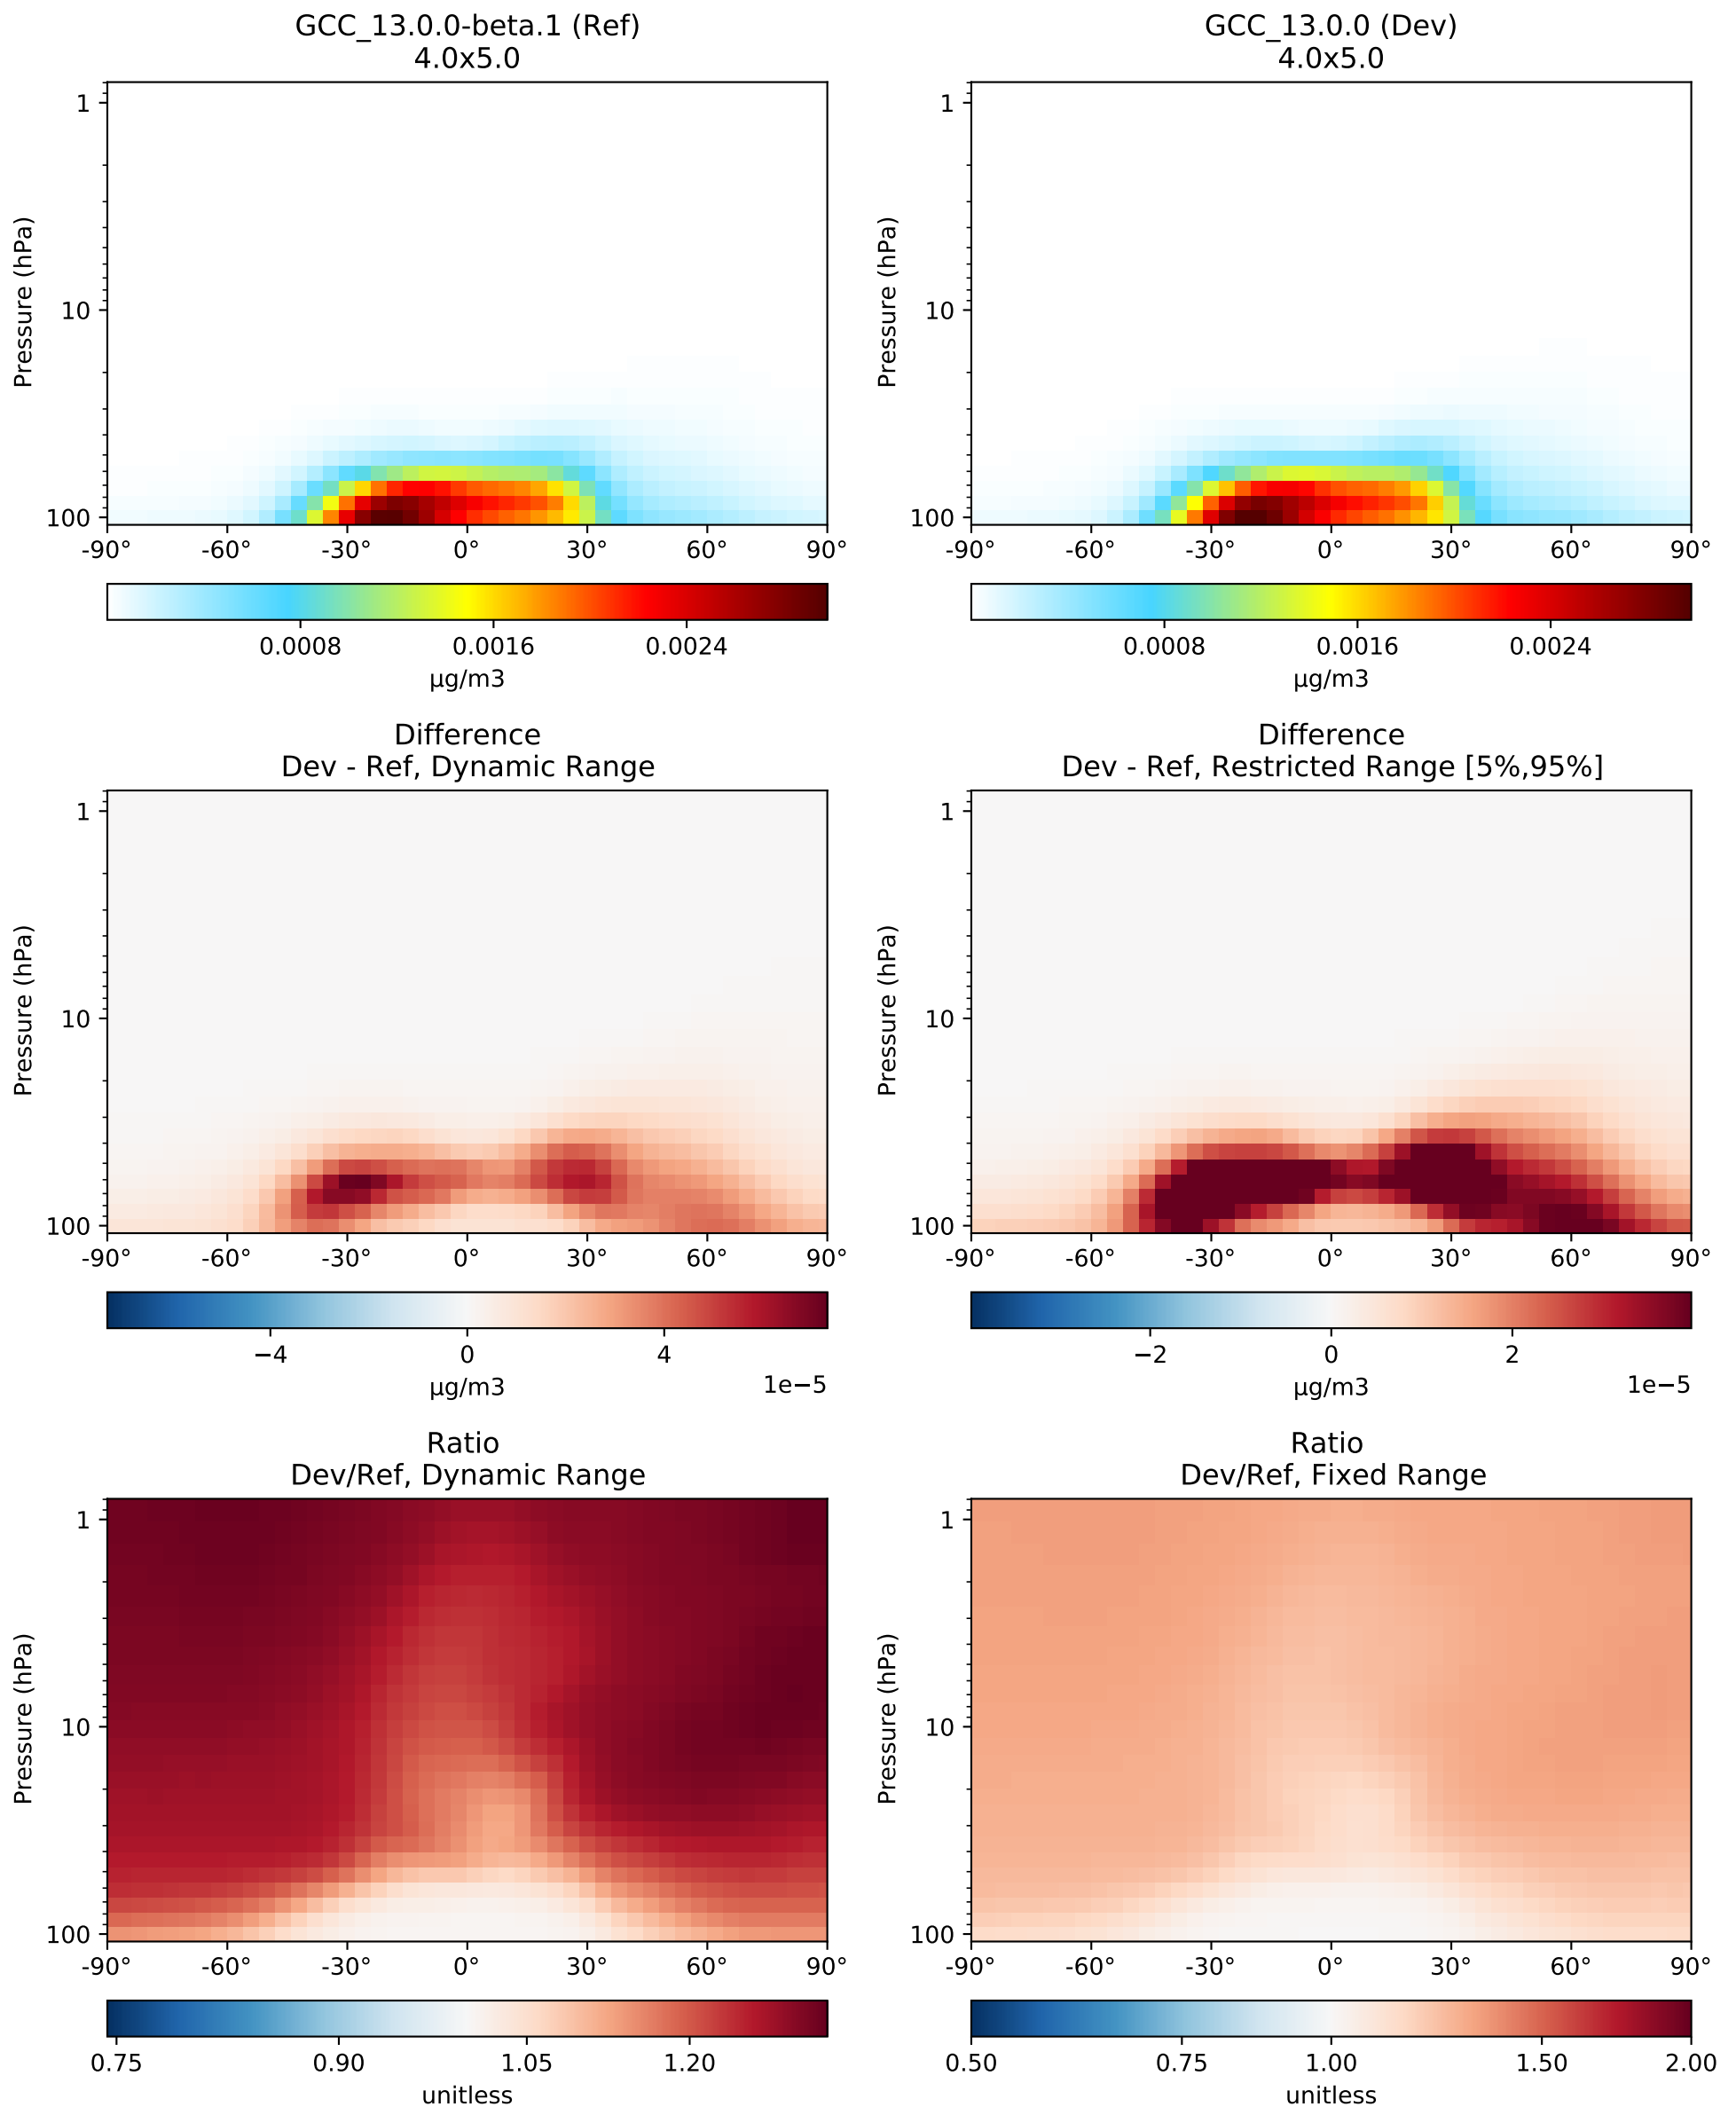 GCC_13.0.0-beta.1 (Ref)
4.0x5.0
Pressure (hPa)
1
10
100
-90° -60° -30° 0° 30° 60° 90°
0.0008 0.0016 0.0024
μg/m3
GCC_13.0.0 (Dev)
4.0x5.0
Pressure (hPa)
1
10
100
-90° -60° -30° 0° 30° 60° 90°
0.0008 0.0016 0.0024
μg/m3
Difference
Dev - Ref, Dynamic Range
Pressure (hPa)
1
10
100
-90° -60° -30° 0° 30° 60° 90°
−4 0 4
μg/m3
1e−5
Difference
Dev - Ref, Restricted Range [5%,95%]
Pressure (hPa)
1
10
100
-90° -60° -30° 0° 30° 60° 90°
−2 0 2
μg/m3
1e−5
Ratio
Dev/Ref, Dynamic Range
Pressure (hPa)
1
10
100
-90° -60° -30° 0° 30° 60° 90°
0.75 0.90 1.05 1.20
unitless
Ratio
Dev/Ref, Fixed Range
Pressure (hPa)
1
10
100
-90° -60° -30° 0° 30° 60° 90°
0.50 0.75 1.00 1.50 2.00
unitless